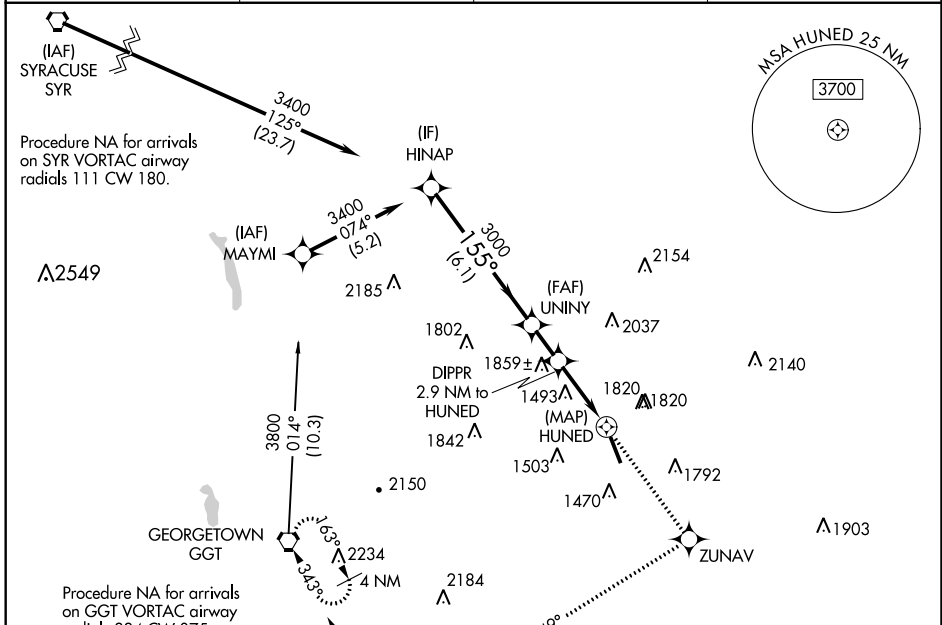 (IAF)
SYRACUSE
SYR
3400
125°
(23.7)
Procedure NA for arrivals
on SYR VORTAC airway
radials 111 CW 180.
MSA HUNED 25 NM
3700
(IF)
HINAP
3400
074°
(5.2)
(IAF)
MAYMI
3000
155°
(6.1)
2549
2185
2154
(FAF)
UNINY
2037
1802
1859±
2140
DIPPR
2.9 NM to
HUNED
1493
1820
1820
(MAP)
HUNED
1842
1503
1792
1470
3800
014°
(10.3)
2150
1903
GEORGETOWN
GGT
163°
343°
2234
4 NM
ZUNAV
2184
Procedure NA for arrivals
on GGT VORTAC airway